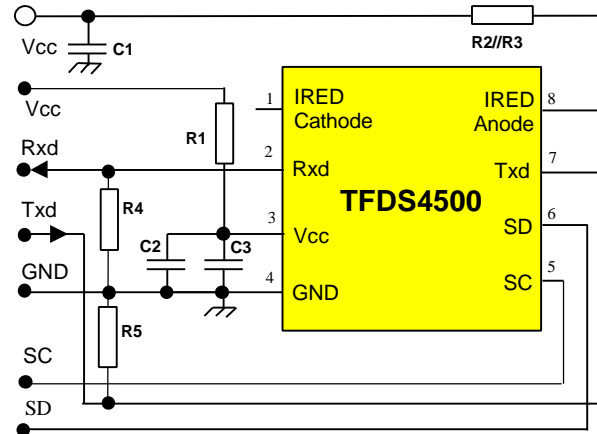 Vcc
C1
R2//R3
Vcc
R1
1
IRED
Cathode
IRED
Anode
8
Rxd
2
Rxd
Txd
7
TFDS4500
Txd
R4
C2
C3
3
Vcc
SD
6
GND
4
GND
SC
5
R5
SC
SD